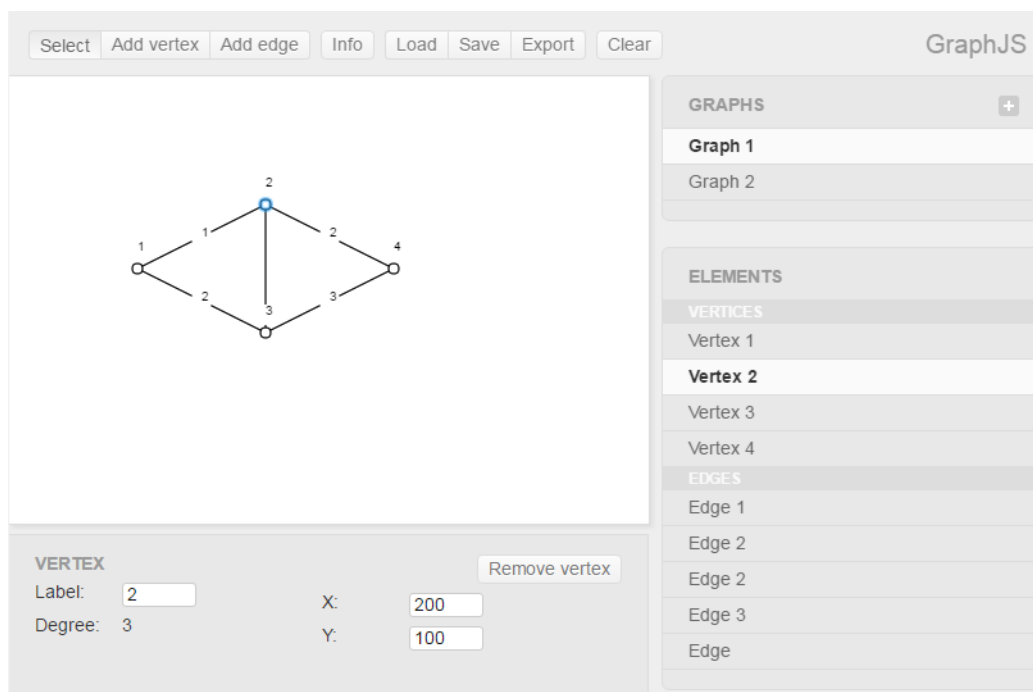 Select Add vertex Add edge Info Load Save Export Clear GraphJS
GRAPHS
Graph 1
Graph 2
2
1 2
1 4
2 3 3
ELEMENTS
VERTICES
Vertex 1
Vertex 2
Vertex 3
Vertex 4
EDGES
Edge 1
Edge 2
Edge 2
Edge 3
Edge
VERTEX
Remove vertex
Label: 2
X: 200
Degree: 3
Y: 100